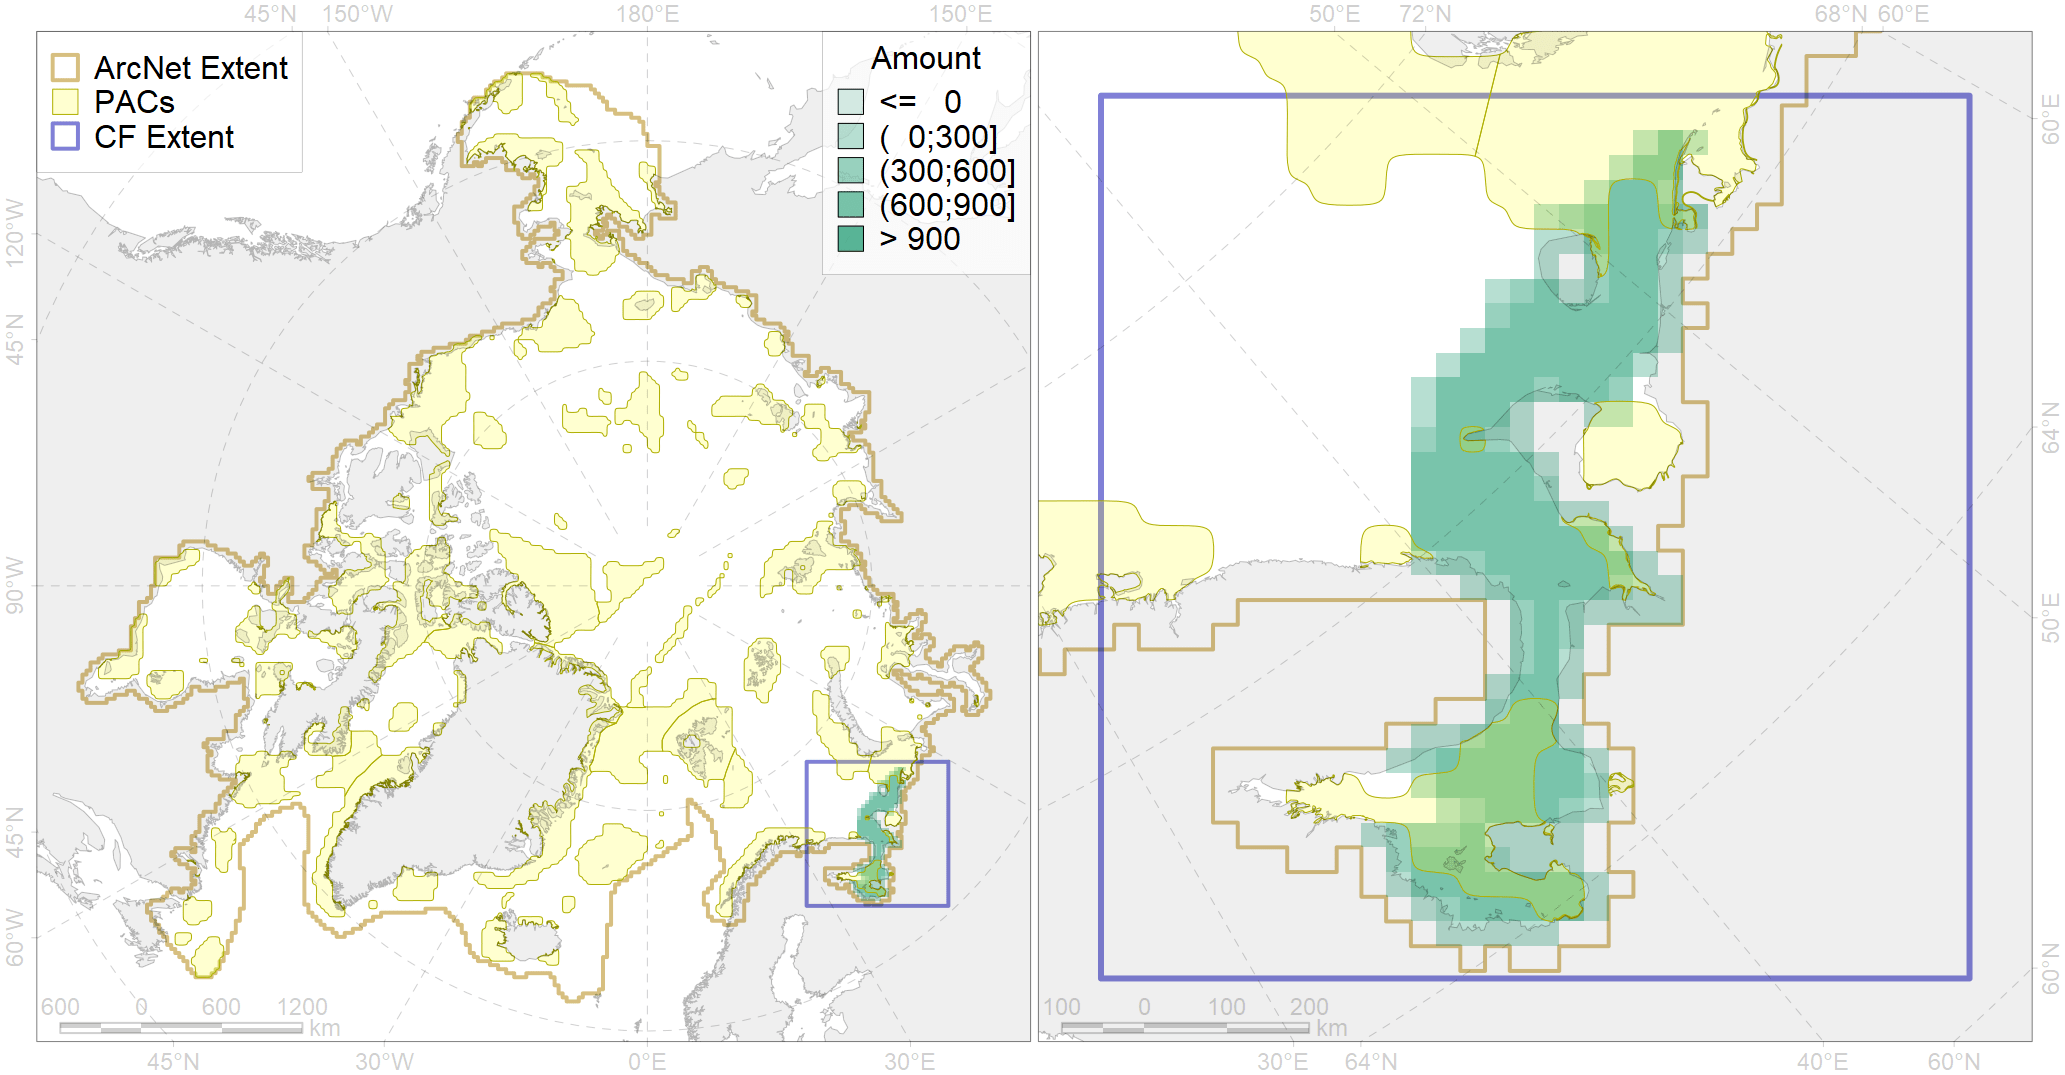 45°N 150°W 180°E 150°E 50°E 72°N 68°N 60°E
ArcNet Extent
PACs
CF Extent
Amount
<= 0
( 0;300]
(300;600]
(600;900]
> 900
120°W
45°N
90°W
45°N
60°W
60°E
64°N
50°E
60°N
600 0 600 1200
km
100 0 100 200
km
45°N 30°W 0°E 30°E 30°E 64°N 40°E 60°N